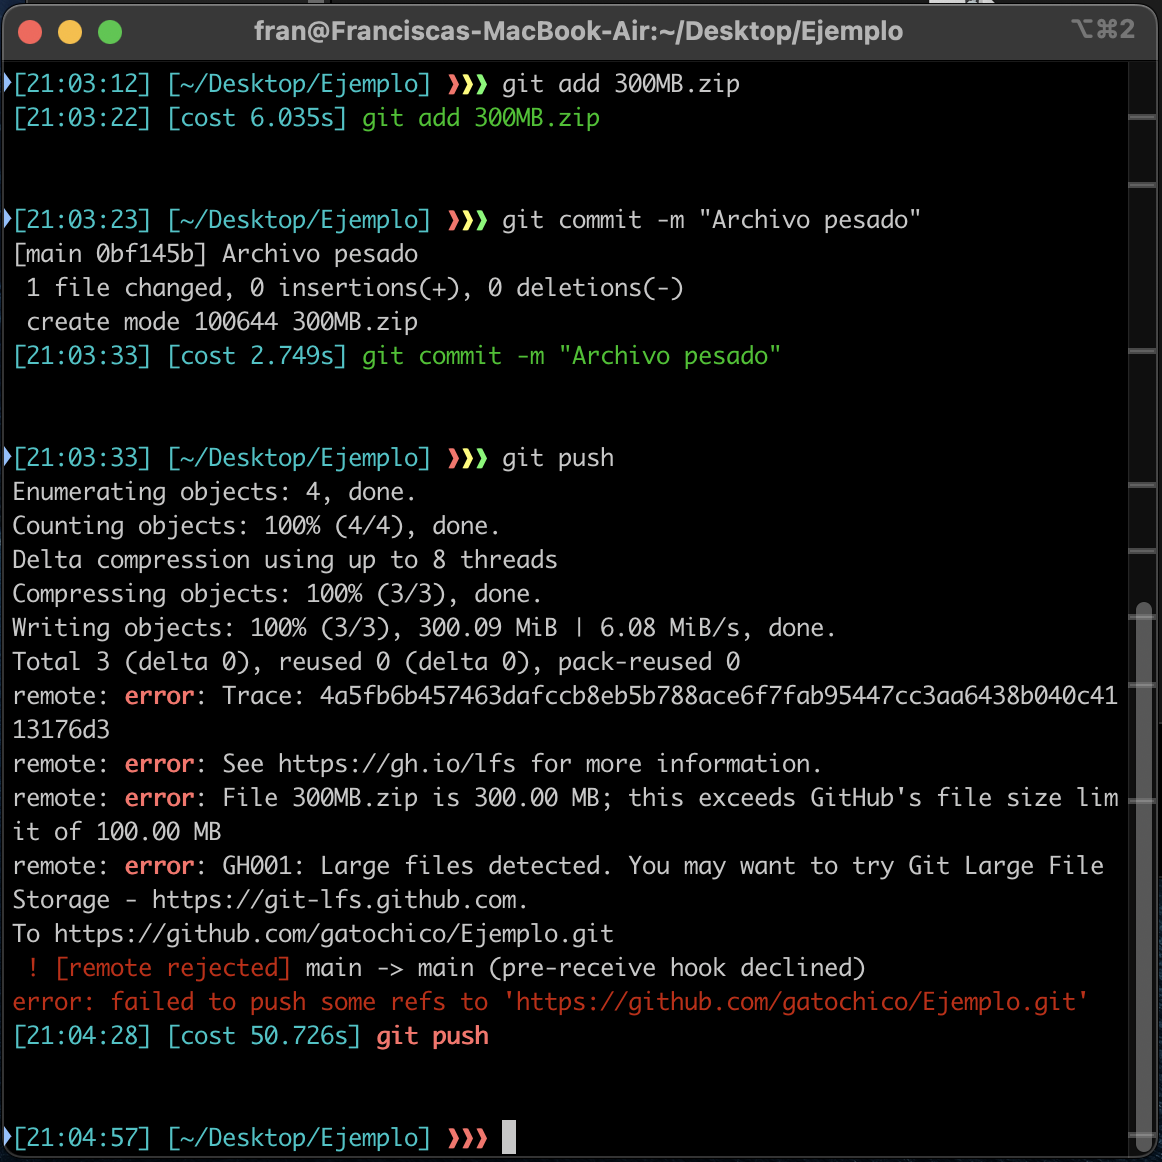 fran@Franciscas-MacBook-Air:~/Desktop/Ejemplo ⌥⌘2
[21:03:12] [~/Desktop/Ejemplo] ❯❯❯ git add 300MB.zip
[21:03:22] [cost 6.035s] git add 300MB.zip
[21:03:23] [~/Desktop/Ejemplo] ❯❯❯ git commit -m "Archivo pesado"
[main 0bf145b] Archivo pesado
 1 file changed, 0 insertions(+), 0 deletions(-)
 create mode 100644 300MB.zip
[21:03:33] [cost 2.749s] git commit -m "Archivo pesado"
[21:03:33] [~/Desktop/Ejemplo] ❯❯❯ git push
Enumerating objects: 4, done.
Counting objects: 100% (4/4), done.
Delta compression using up to 8 threads
Compressing objects: 100% (3/3), done.
Writing objects: 100% (3/3), 300.09 MiB | 6.08 MiB/s, done.
Total 3 (delta 0), reused 0 (delta 0), pack-reused 0
remote: error: Trace: 4a5fb6b457463dafccb8eb5b788ace6f7fab95447cc3aa6438b040c41
13176d3
remote: error: See https://gh.io/lfs for more information.
remote: error: File 300MB.zip is 300.00 MB; this exceeds GitHub's file size lim
it of 100.00 MB
remote: error: GH001: Large files detected. You may want to try Git Large File
Storage - https://git-lfs.github.com.
To https://github.com/gatochico/Ejemplo.git
 ! [remote rejected] main -> main (pre-receive hook declined)
error: failed to push some refs to 'https://github.com/gatochico/Ejemplo.git'
[21:04:28] [cost 50.726s] git push
[21:04:57] [~/Desktop/Ejemplo] ❯❯❯